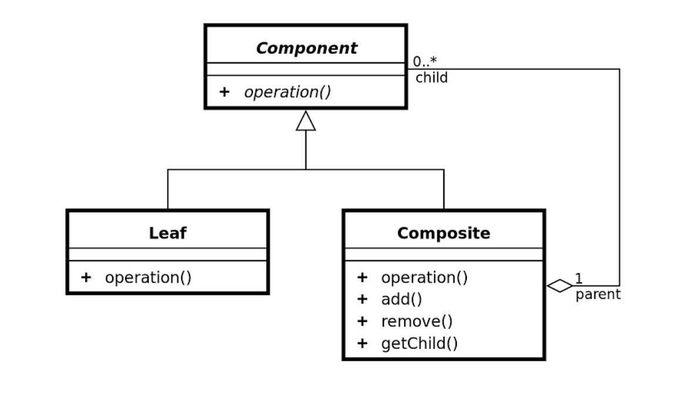 Component
0..*
child
+ operation()
Leaf
+ operation()
Composite
+ operation()
+ add()
+ remove()
+ getChild()
1
parent